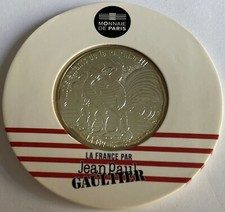 MONNAIE
DE PARIS
LA FRANCE PAR
Jean Paul
GAULTIER